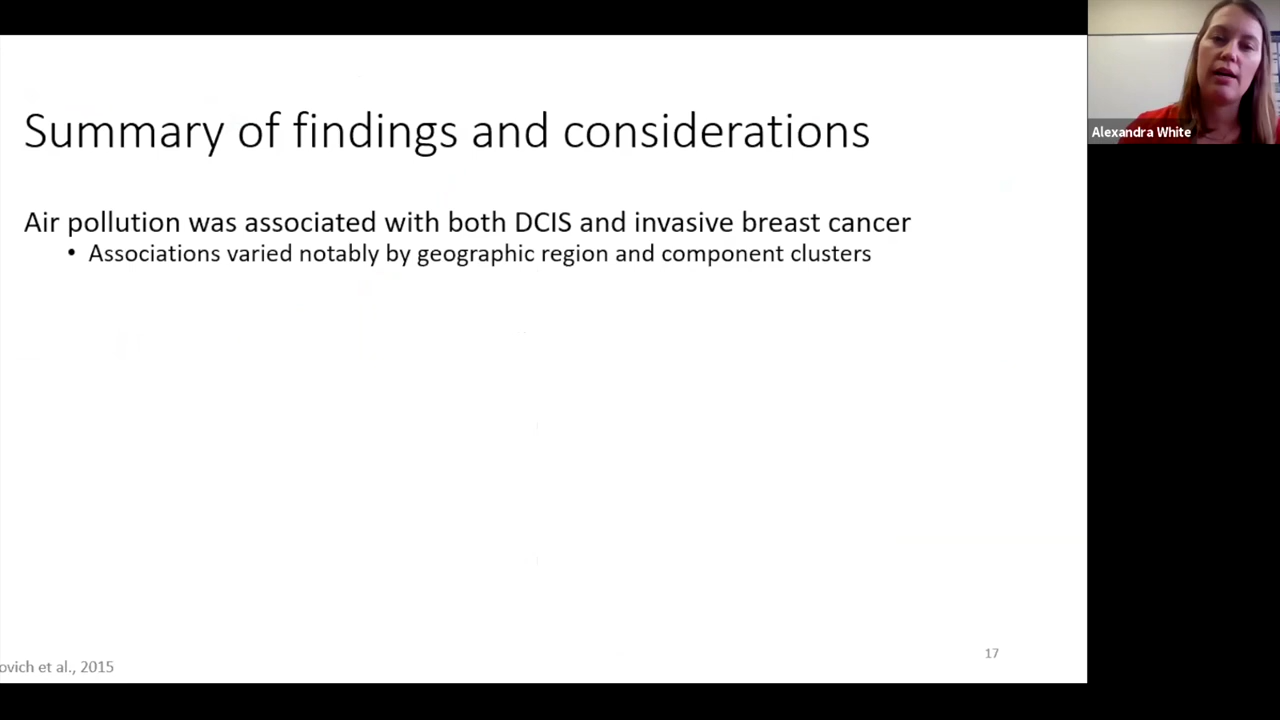 Summary of findings and considerations
Air pollution was associated with both DCIS and invasive breast cancer
• Associations varied notably by geographic region and component clusters
ovich et al., 2015
17
Alexandra White